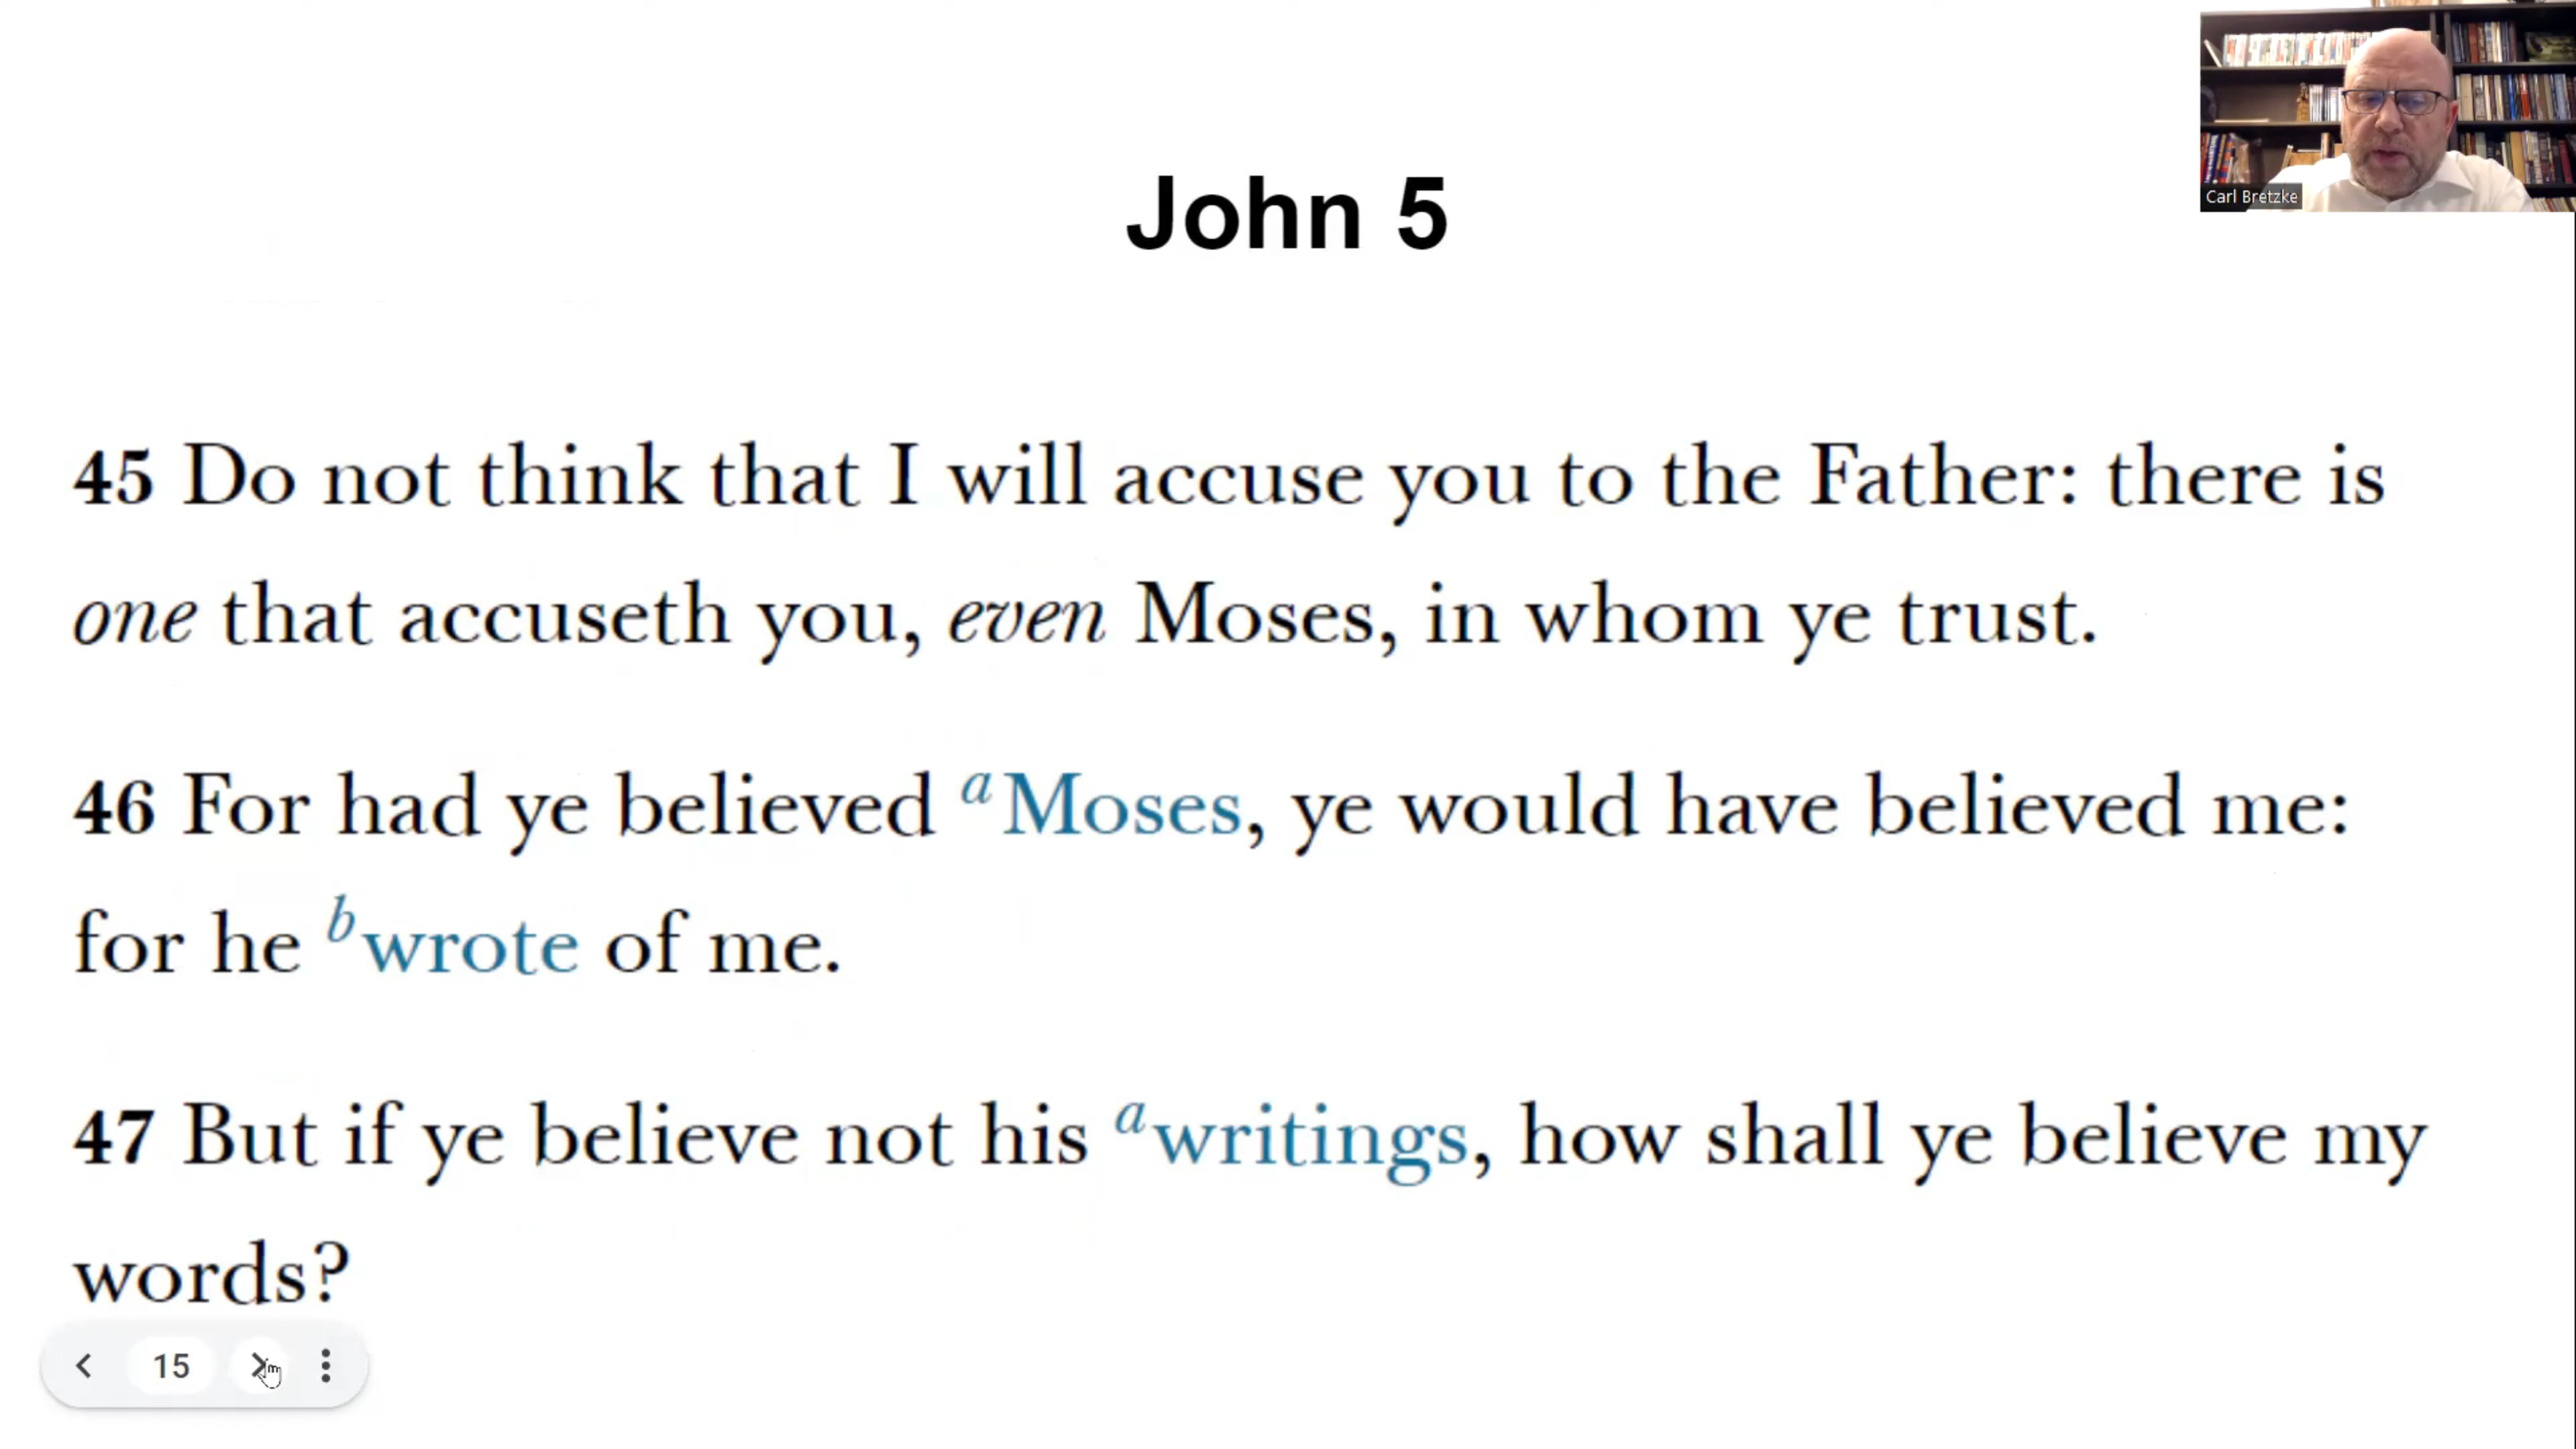 John 5
Carl Bretzke
45 Do not think that I will accuse you to the Father: there is
one that accuseth you, even Moses, in whom ye trust.
46 For had ye believed a Moses, ye would have believed me:
for he b wrote of me.
47 But if ye believe not his a writings, how shall ye believe my
words?
15